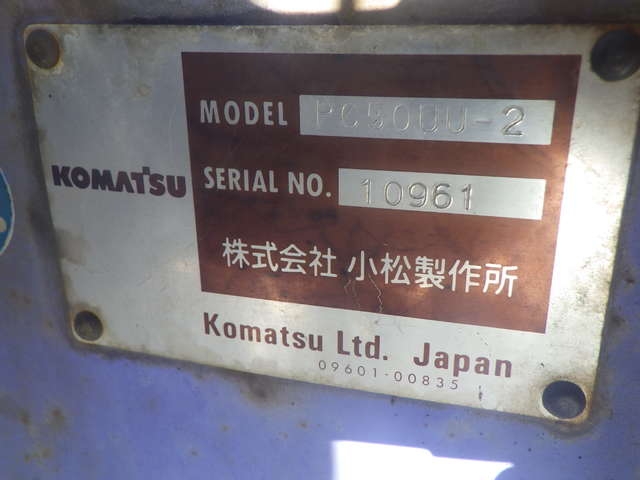 MODEL PC50UU-2
KOMATSU
SERIAL NO. 10961
株式会社 小松製作所
Komatsu Ltd. Japan
09601-00835